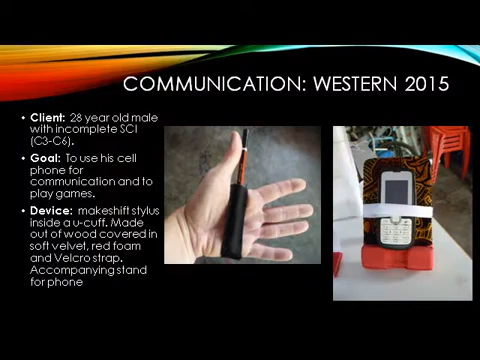 COMMUNICATION: WESTERN 2015
• Client: 28 year old male
with incomplete SCI
(C3-C6).
• Goal: To use his cell
phone for
communication and to
play games.
• Device: makeshift stylus
inside a u-cuff. Made
out of wood covered in
soft velvet, red foam
and Velcro strap.
Accompanying stand
for phone